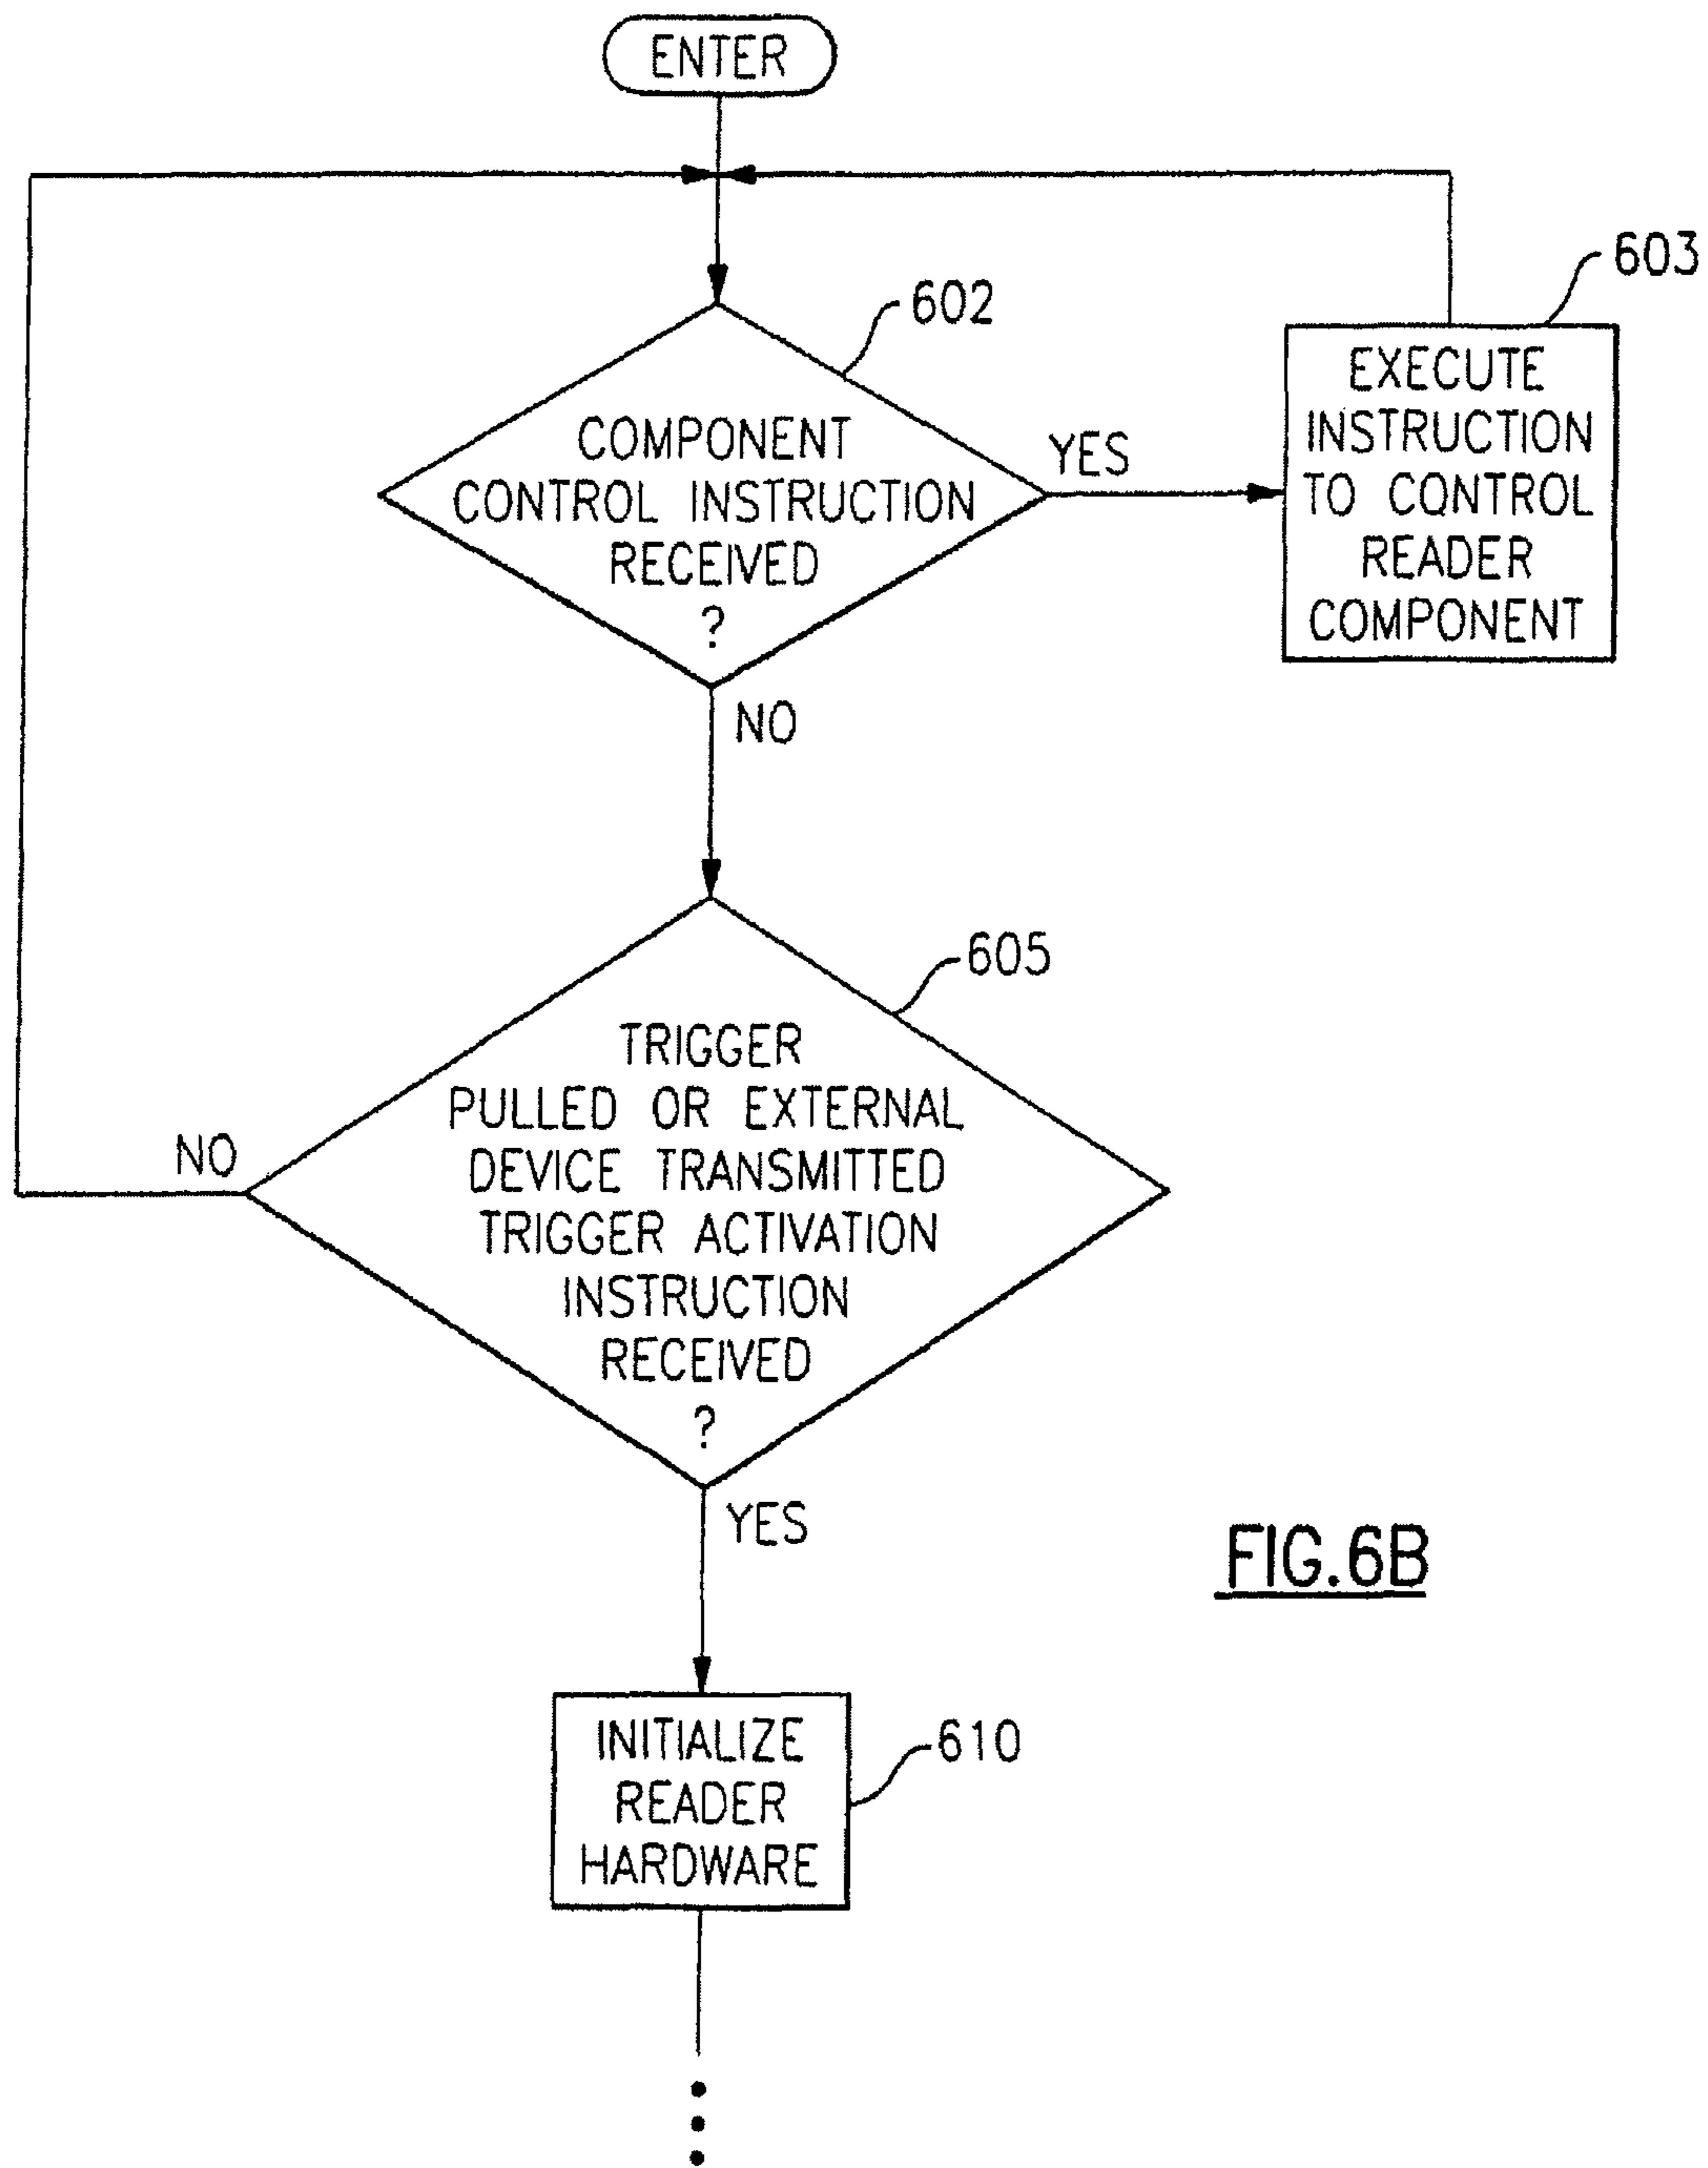 ENTER
602
COMPONENT
CONTROL INSTRUCTION
RECEIVED
?
YES
603
EXECUTE
INSTRUCTION
TO CONTROL
READER
COMPONENT
NO
605
TRIGGER
PULLED OR EXTERNAL
DEVICE TRANSMITTED
TRIGGER ACTIVATION
INSTRUCTION
RECEIVED
?
NO
YES
610
INITIALIZE
READER
HARDWARE
FIG.6B